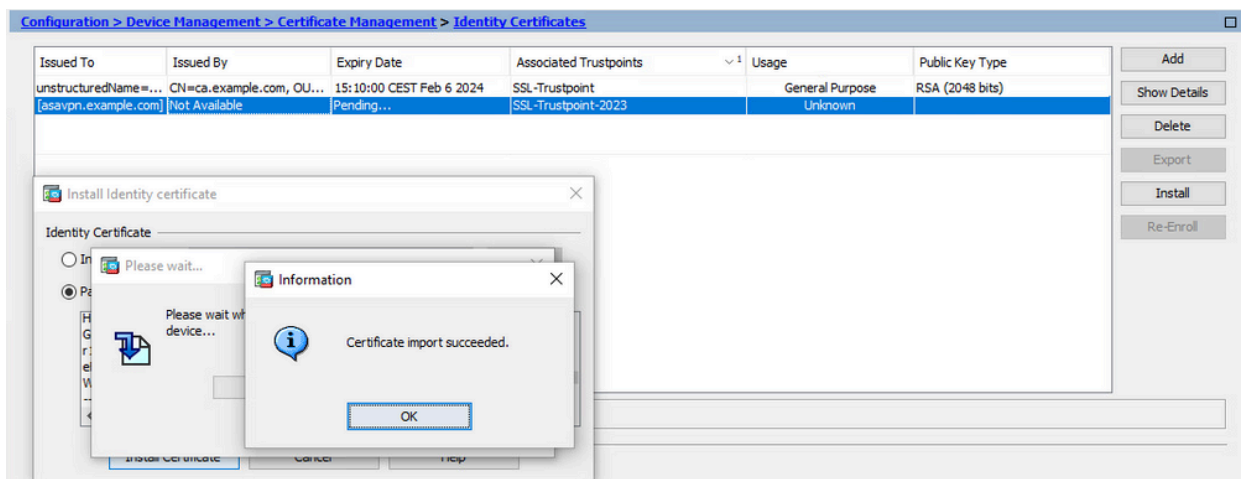 Configuration > Device Management > Certificate Management > Identity Certificates
Issued To Issued By Expiry Date Associated Trustpoints 1 Usage Public Key Type
unstructuredName=... CN=ca.example.com, OU... 15:10:00 CEST Feb 6 2024 SSL-Trustpoint General Purpose RSA (2048 bits)
[asavpn.example.com] Not Available Pending... SSL-Trustpoint-2023 Unknown
Add
Show Details
Delete
Export
Install
Re-Enroll
Install Identity certificate
Identity Certificate
Please wait...
Please wait
device...
Information
Certificate import succeeded.
OK
Install Certificate Cancel Help